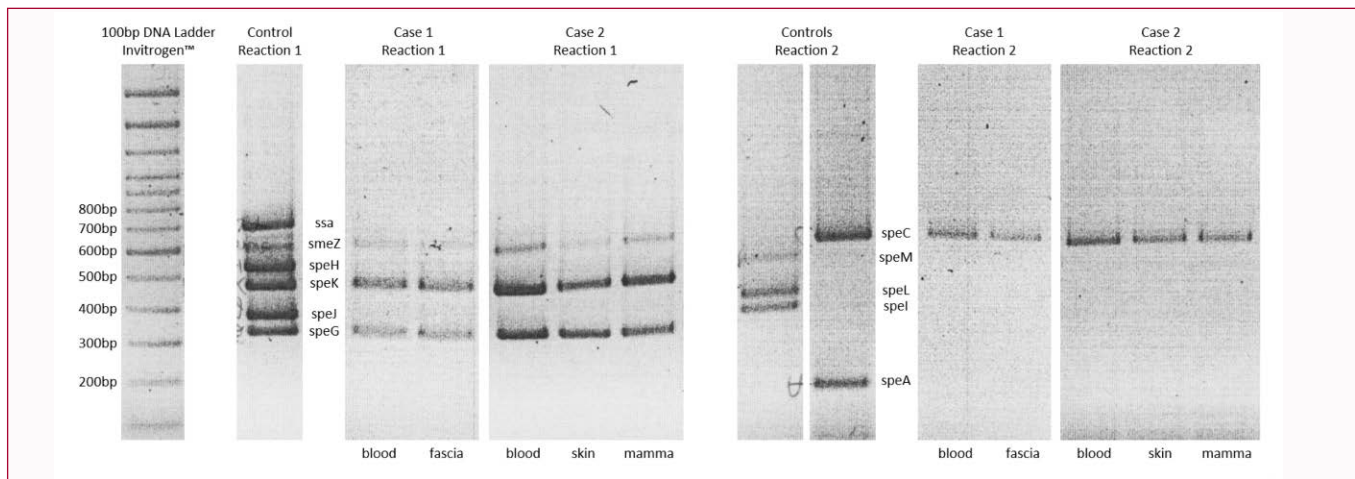 100bp DNA Ladder
Invitrogen™
Control
Reaction 1
Case 1
Reaction 1
Case 2
Reaction 1
Controls
Reaction 2
Case 1
Reaction 2
Case 2
Reaction 2
800bp
700bp
600bp
500bp
400bp
300bp
200bp
ssa
smeZ
speH
speK
speJ
speG
speC
speM
speL
speI
speA
blood
fascia
blood
skin
mamma
blood
fascia
blood
skin
mamma